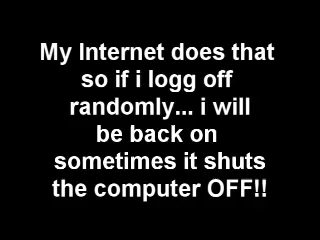 My Internet does that
so if i logg off
randomly... i will
be back on
sometimes it shuts
the computer OFF!!